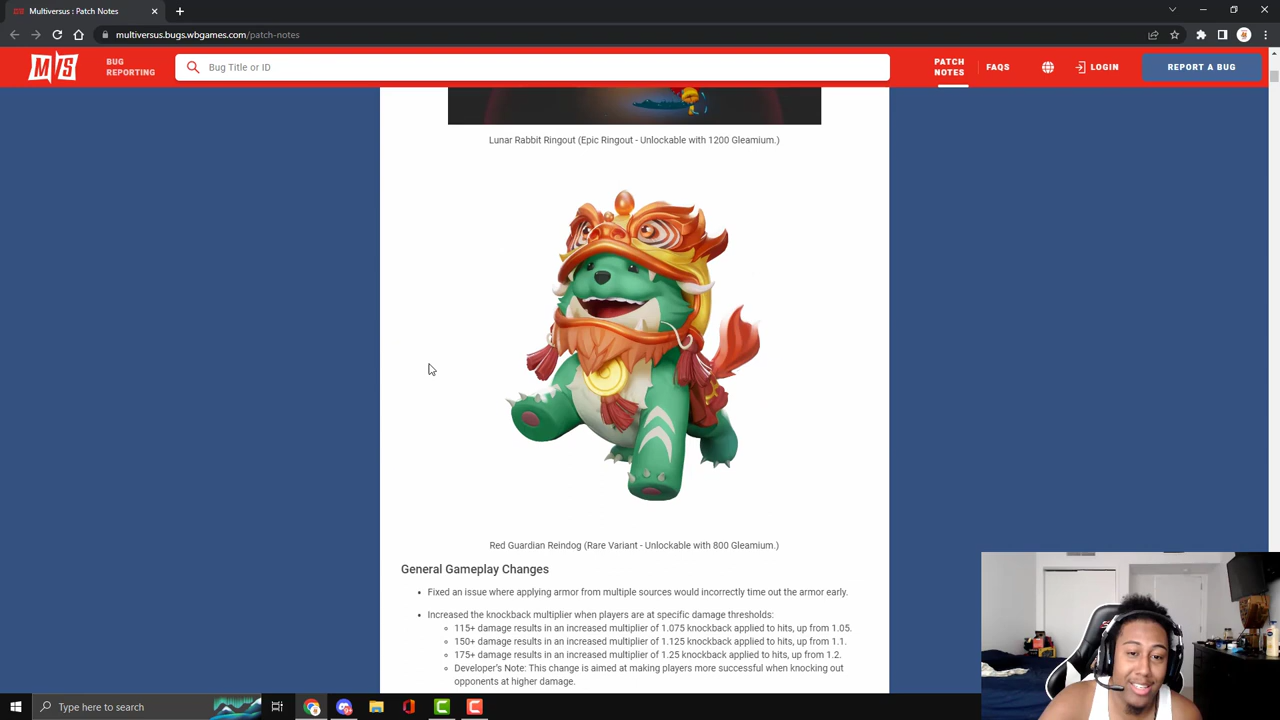 Multiversus : Patch Notes
multiversus.bugs.wbgames.com/patch-notes
MVS
BUG
REPORTING
Bug Title or ID
PATCH
NOTES
FAQS
LOGIN
REPORT A BUG
Lunar Rabbit Ringout (Epic Ringout - Unlockable with 1200 Gleamium.)
Red Guardian Reindog (Rare Variant - Unlockable with 800 Gleamium.)
General Gameplay Changes
Fixed an issue where applying armor from multiple sources would incorrectly time out the armor early.
Increased the knockback multiplier when players are at specific damage thresholds:
115+ damage results in an increased multiplier of 1.075 knockback applied to hits, up from 1.05.
150+ damage results in an increased multiplier of 1.125 knockback applied to hits, up from 1.1.
175+ damage results in an increased multiplier of 1.25 knockback applied to hits, up from 1.2.
Developer's Note: This change is aimed at making players more successful when knocking out
opponents at higher damage.
Type here to search